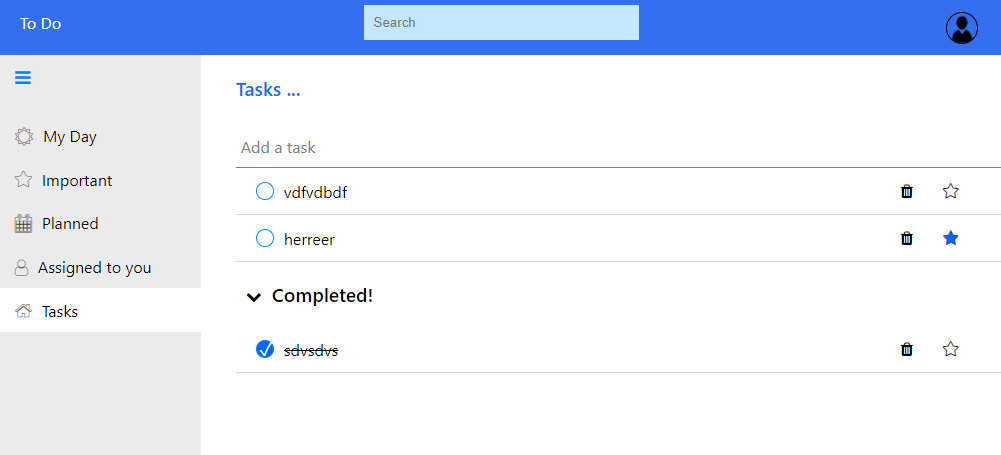 To Do
Search
Tasks ...
My Day
Important
Planned
Assigned to you
Tasks
Add a task
vdfvdbdf
herreer
Completed!
sdvsdvs